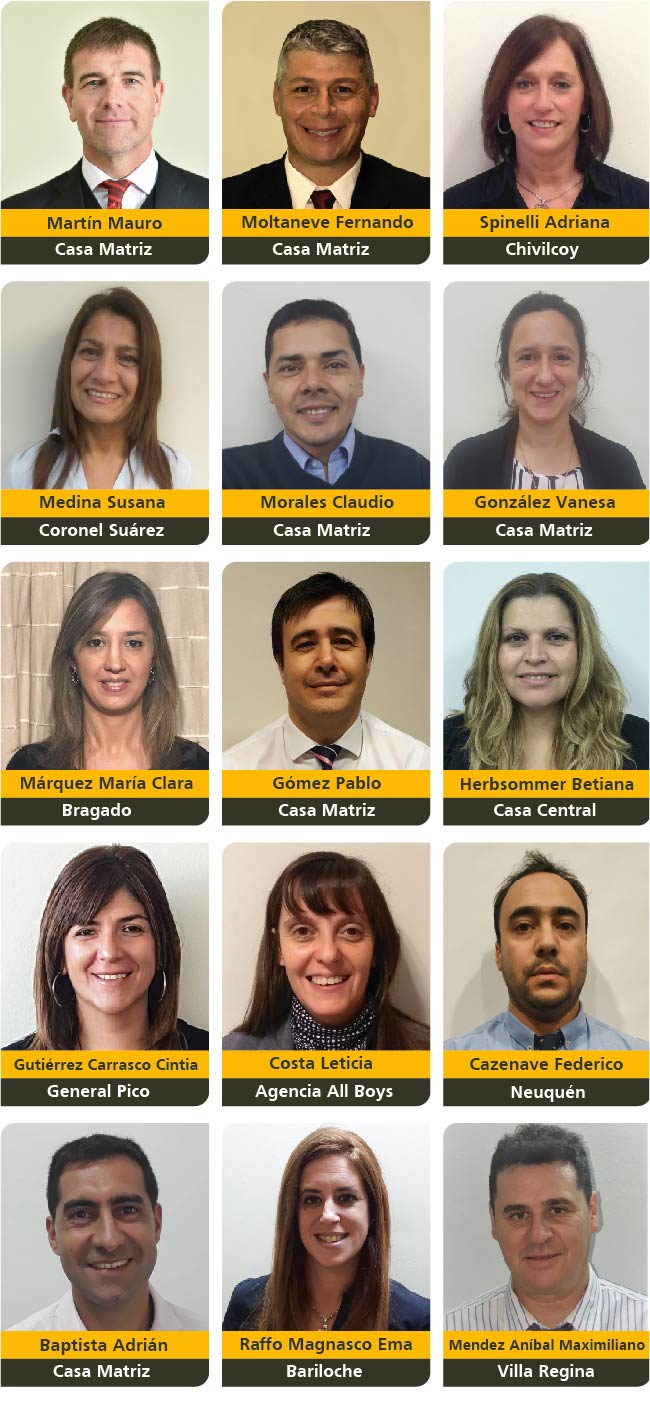 Martín Mauro
Casa Matriz
Moltaneve Fernando
Casa Matriz
Spinelli Adriana
Chivilcoy
Medina Susana
Coronel Suárez
Morales Claudio
Casa Matriz
González Vanesa
Casa Matriz
Márquez María Clara
Bragado
Gómez Pablo
Casa Matriz
Herbsommer Betiana
Casa Central
Gutiérrez Carrasco Cintia
General Pico
Costa Leticia
Agencia All Boys
Cazenave Federico
Neuquén
Baptista Adrián
Casa Matriz
Raffo Magnasco Ema
Bariloche
Mendez Aníbal Maximiliano
Villa Regina